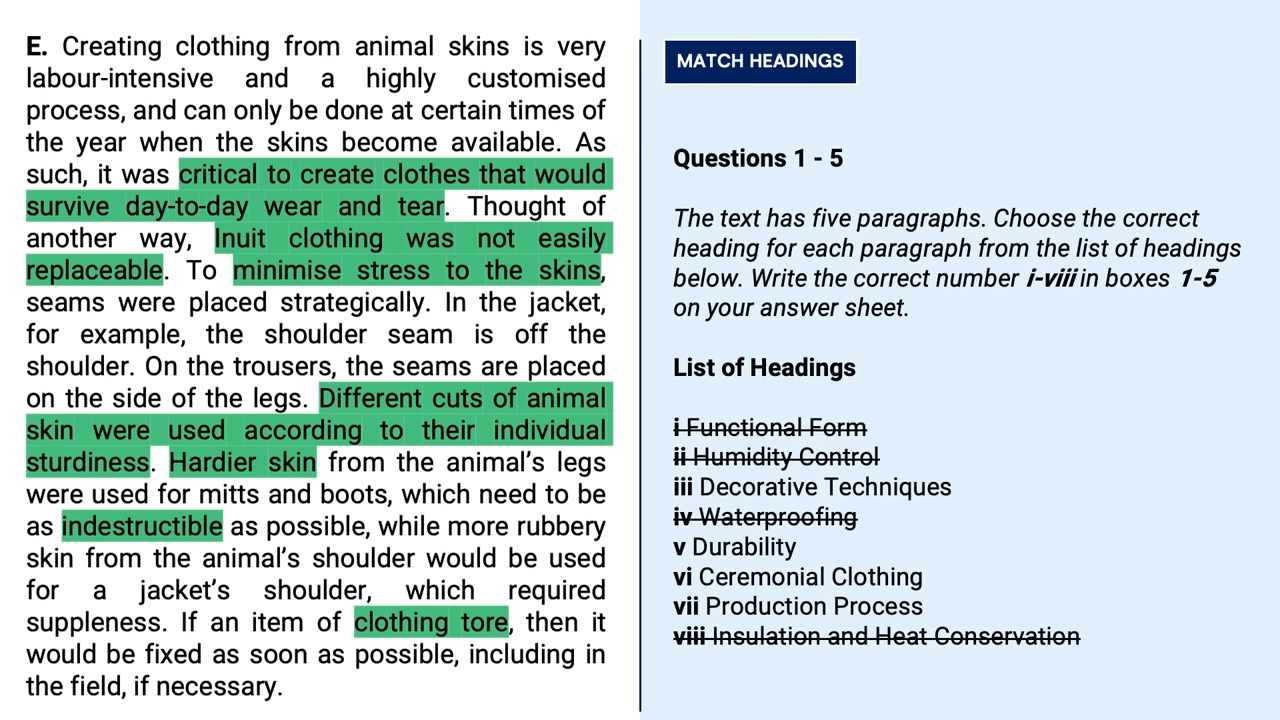 E. Creating clothing from animal skins is very
labour-intensive and a highly customised
process, and can only be done at certain times of
the year when the skins become available. As
such, it was critical to create clothes that would
survive day-to-day wear and tear. Thought of
another way, Inuit clothing was not easily
replaceable. To minimise stress to the skins,
seams were placed strategically. In the jacket,
for example, the shoulder seam is off the
shoulder. On the trousers, the seams are placed
on the side of the legs. Different cuts of animal
skin were used according to their individual
sturdiness. Hardier skin from the animal's legs
were used for mitts and boots, which need to be
as indestructible as possible, while more rubbery
skin from the animal's shoulder would be used
for a jacket's shoulder, which required
suppleness. If an item of clothing tore, then it
would be fixed as soon as possible, including in
the field, if necessary.
MATCH HEADINGS
Questions 1 - 5
The text has five paragraphs. Choose the correct
heading for each paragraph from the list of headings
below. Write the correct number i-viii in boxes 1-5
on your answer sheet.
List of Headings
i Functional Form
ii Humidity Control
iii Decorative Techniques
iv Waterproofing
v Durability
vi Ceremonial Clothing
vii Production Process
viii Insulation and Heat Conservation